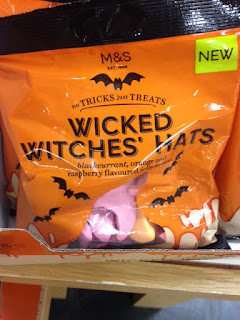 M&S
EST. 1884
NEW
no TRICKS just TREATS
WICKED
WITCHES' HATS
blackcurrant, orange and
raspberry flavoured